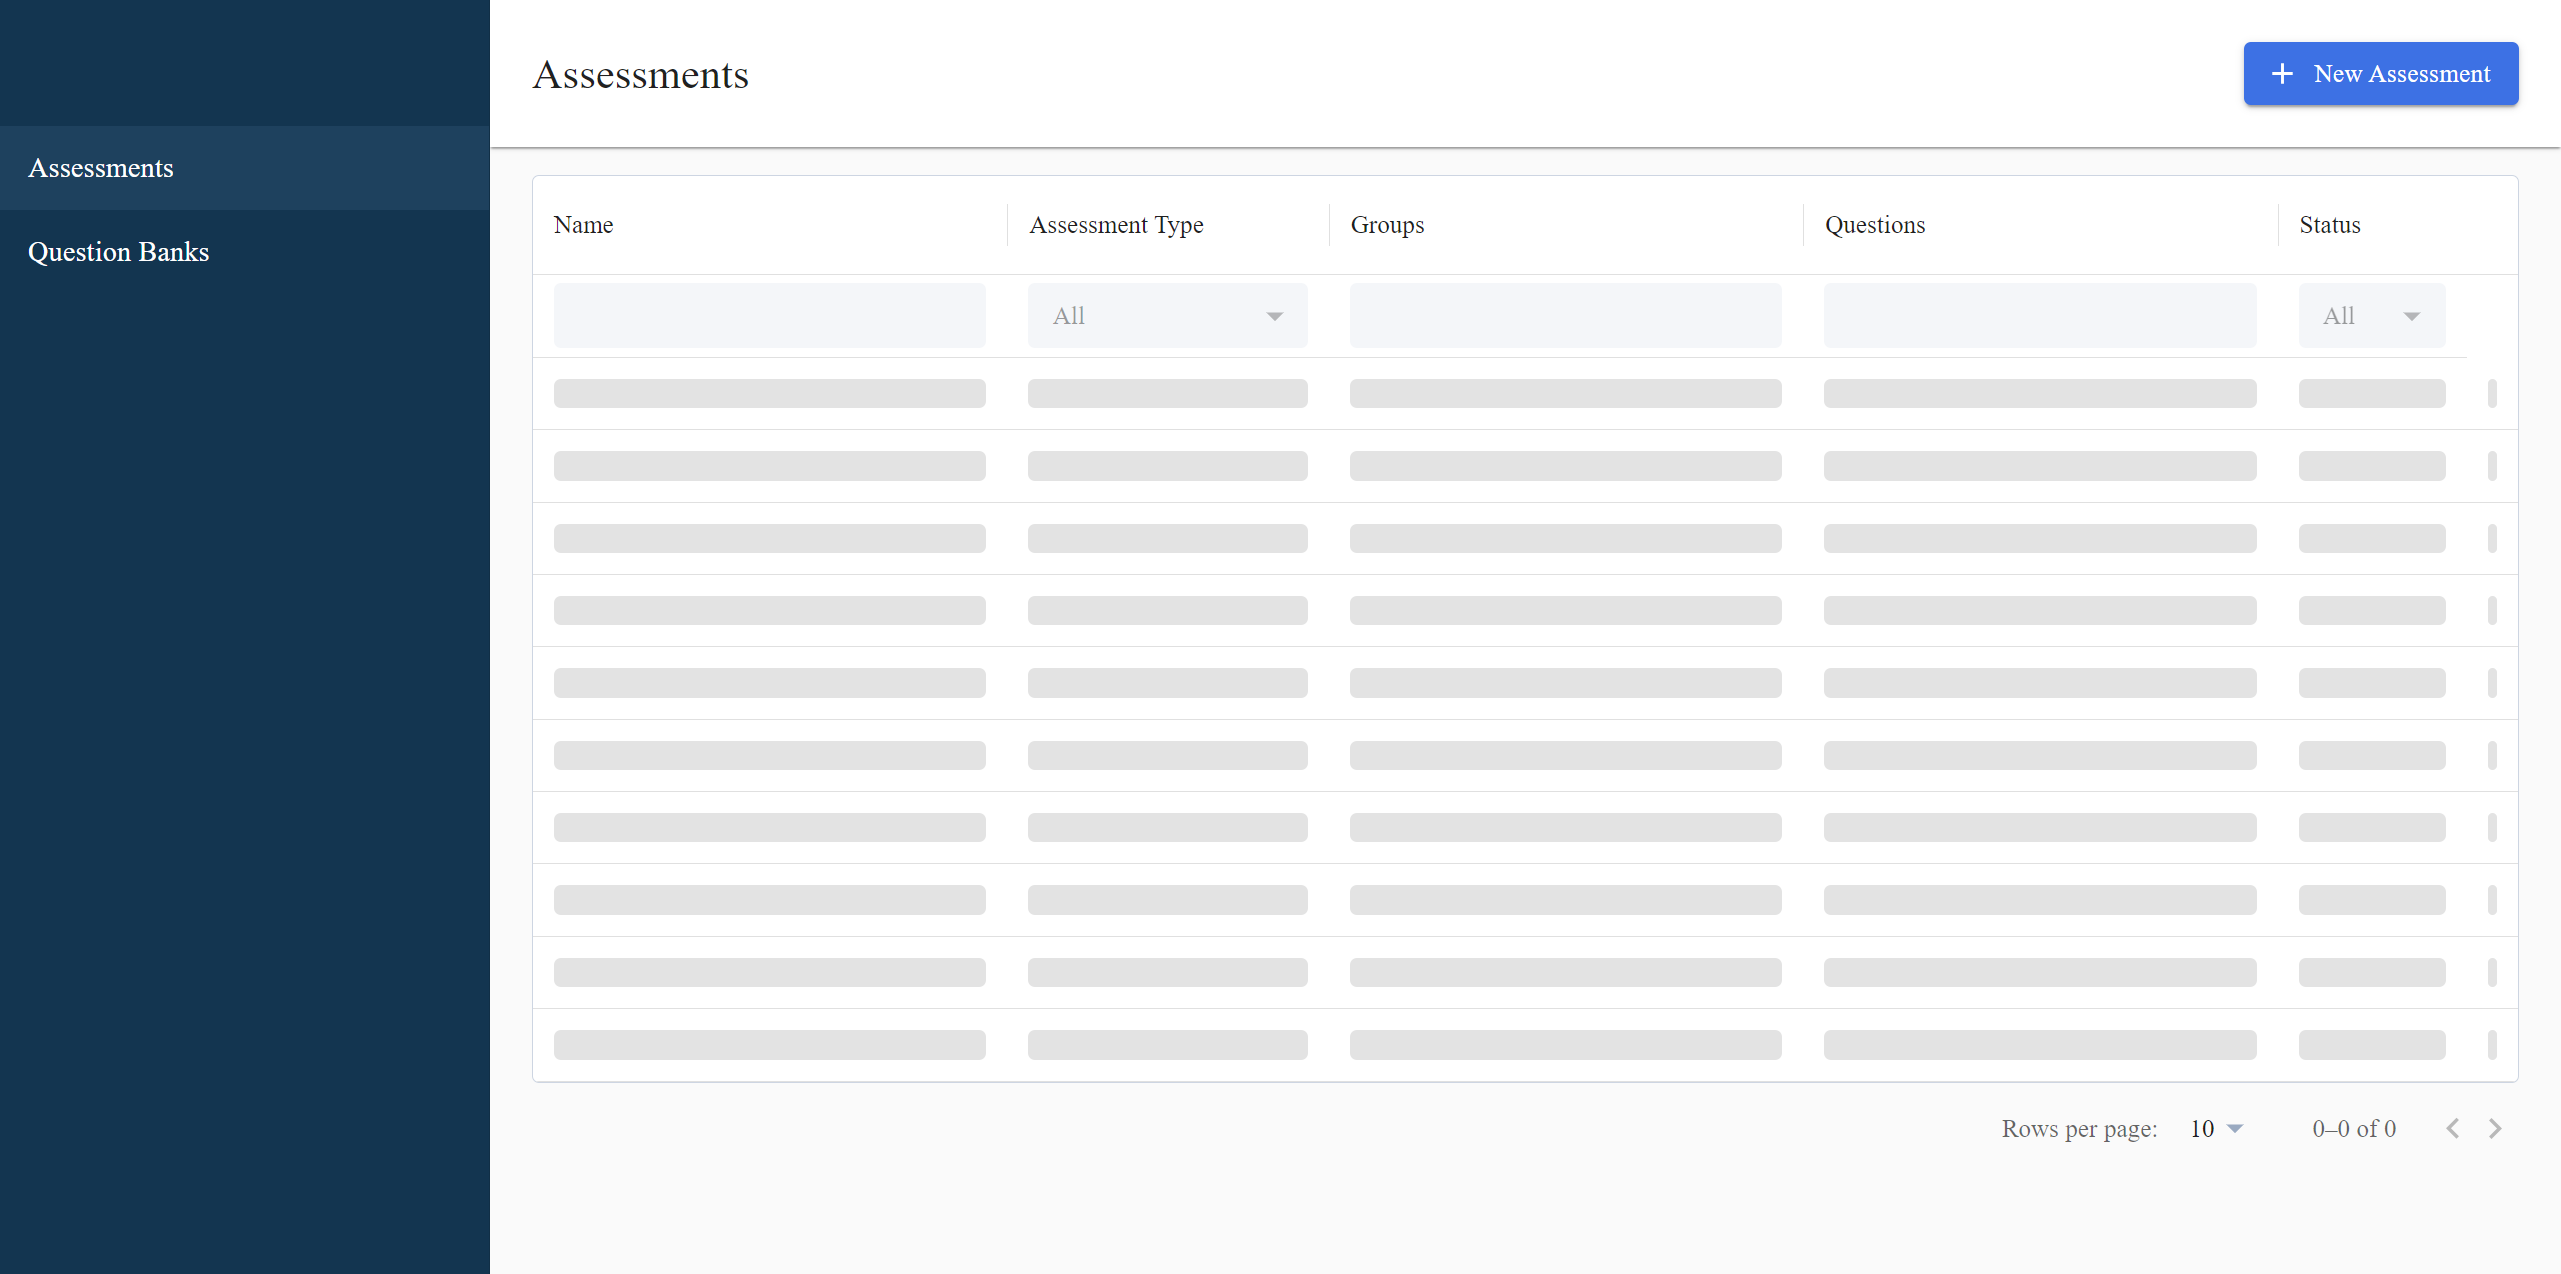 Assessments
New Assessment
Assessments
Question Banks
Name Assessment Type Groups Questions Status
All All
Rows per page: 10 0–0 of 0